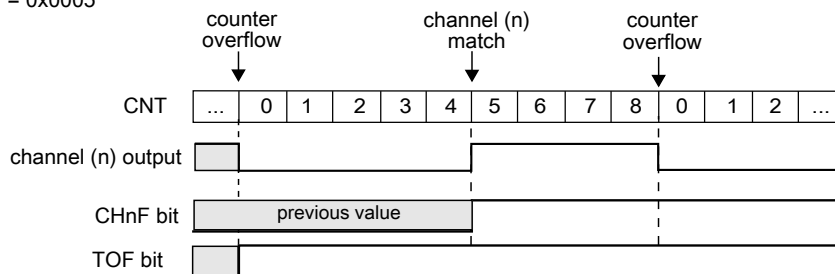 = 0x0005
counter overflow
channel (n) match
counter overflow
CNT ... 0 1 2 3 4 5 6 7 8 0 1 2 ...
channel (n) output
CHnF bit previous value
TOF bit